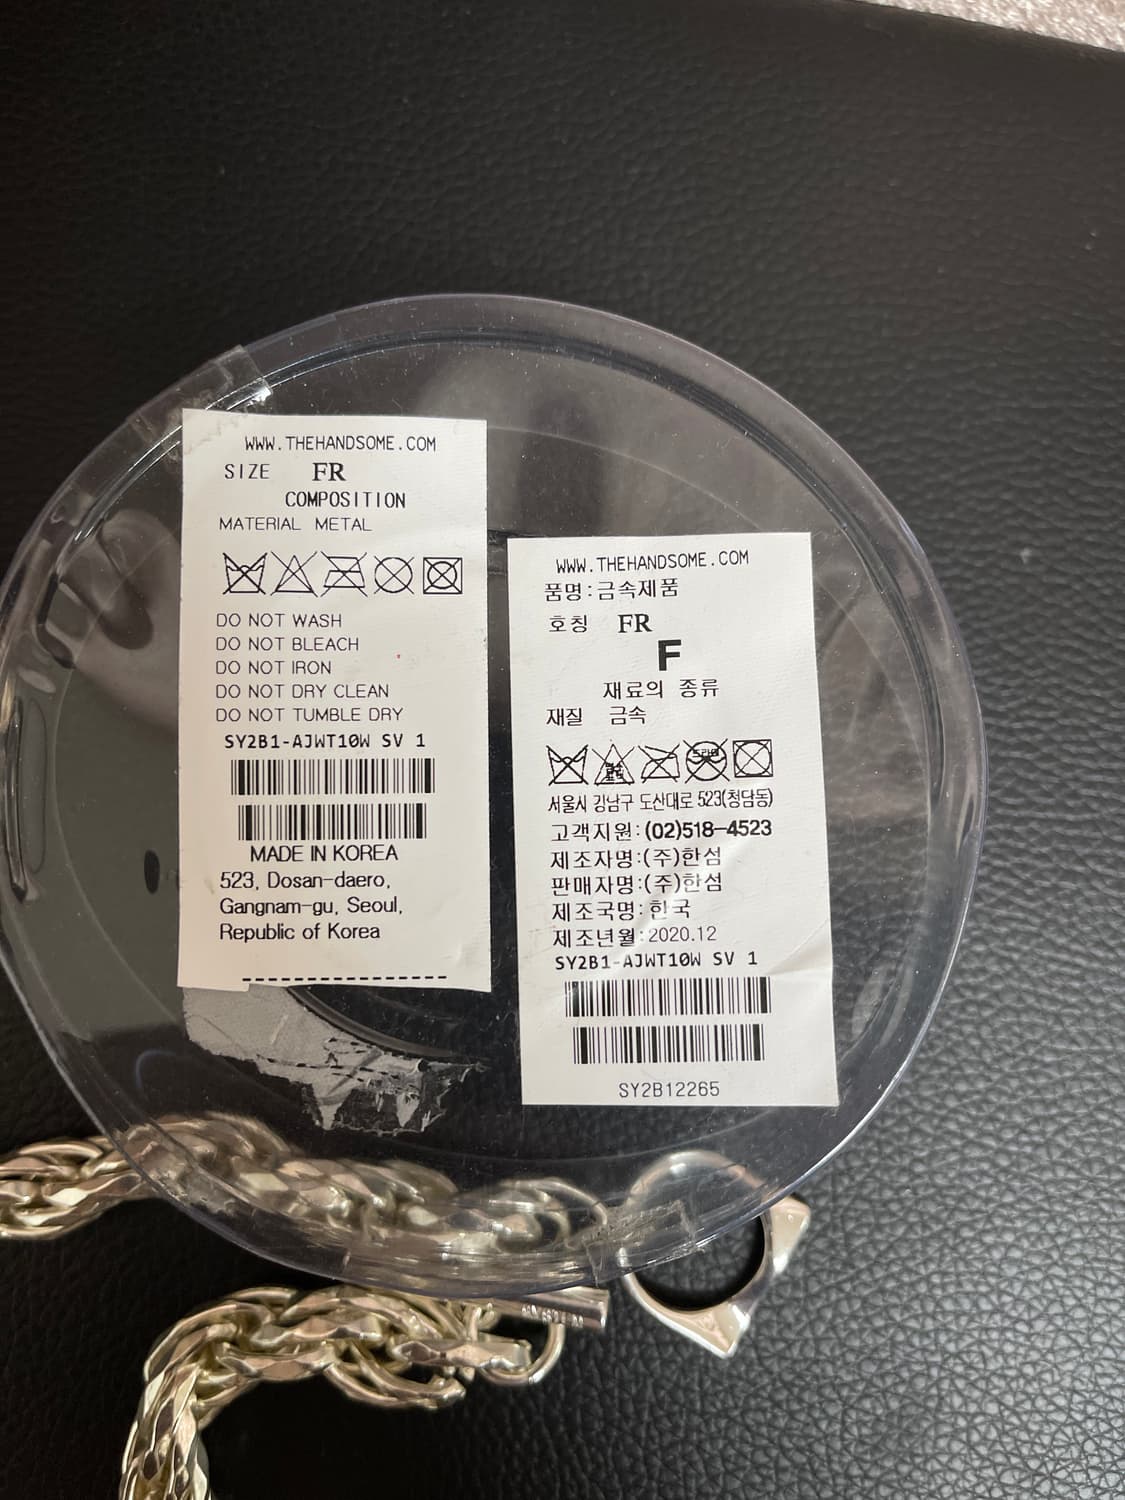 WWW.THEHANDSOME.COM
SIZE FR
COMPOSITION
MATERIAL METAL
DO NOT WASH
DO NOT BLEACH
DO NOT IRON
DO NOT DRY CLEAN
DO NOT TUMBLE DRY
SY2B1-AJWT10W SV 1
MADE IN KOREA
523, Dosan-daero,
Gangnam-gu, Seoul,
Republic of Korea
WWW.THEHANDSOME.COM
품명:금속제품
호칭 FR
F
재료의 종류
재질 금속
드라이
서울시 강남구 도산대로 523(청담동)
고객지원:(02)518-4523
제조자명:(주)한섬
판매자명:(주)한섬
제조국명:한국
제조년월:2020.12
SY2B1-AJWT10W SV 1
SY2B12265